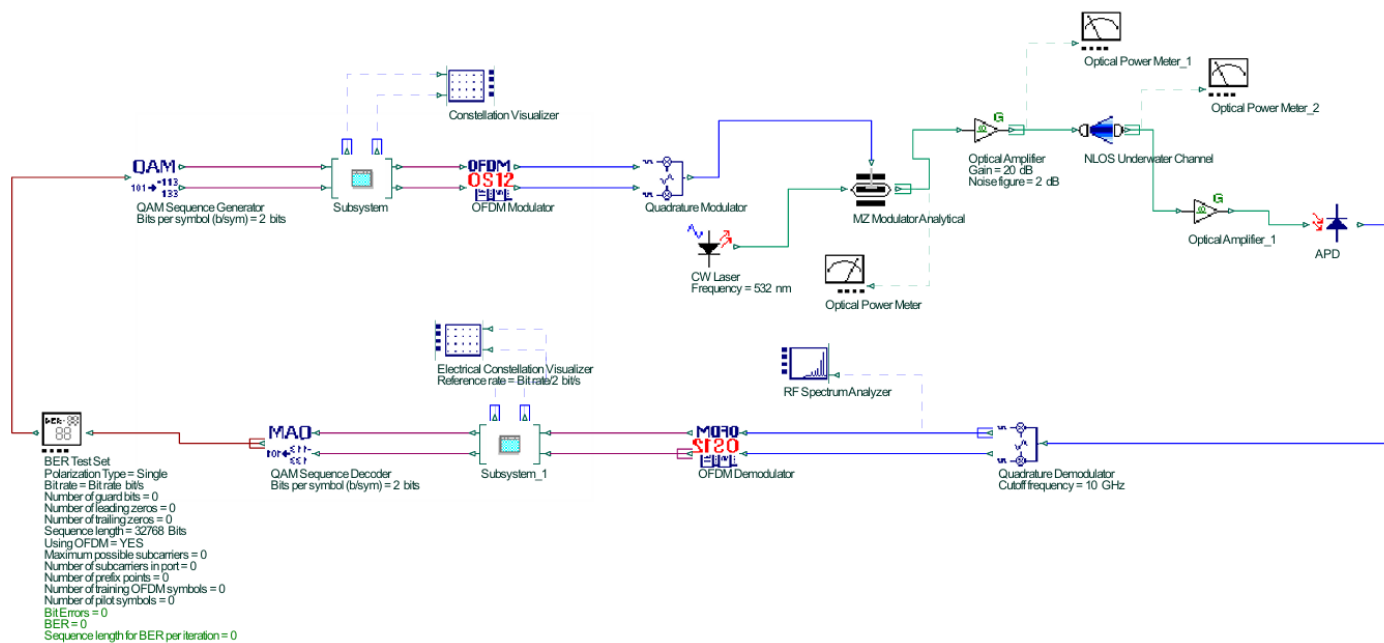 Optical Power Meter_1
Optical Power Meter_2
Constellation Visualizer
G
Optical Amplifier
Gain = 20 dB
Noise figure = 2 dB
NLOS Underwater Channel
QAM
101
QAM Sequence Generator
Bits per symbol (b/sym) = 2 bits
Subsystem
OFDM
OS12
OFDM Modulator
Quadrature Modulator
MZ Modulator Analytical
G
Optical Amplifier_1
APD
CW Laser
Frequency = 532 nm
Optical Power Meter
Electrical Constellation Visualizer
Reference rate = Bit rate/2 bit/s
RF Spectrum Analyzer
QAM
101
QAM Sequence Decoder
Bits per symbol (b/sym) = 2 bits
Subsystem_1
OFDM
OS12
OFDM Demodulator
Quadrature Demodulator
Cutoff frequency = 10 GHz
BER Test Set
Polarization Type = Single
Bit rate = Bit rate bit/s
Number of guard bits = 0
Number of leading zeros = 0
Number of trailing zeros = 0
Sequence length = 32768 Bits
Using OFDM = YES
Maximum possible subcarriers = 0
Number of subcarriers in port = 0
Number of prefix points = 0
Number of training OFDM symbols = 0
Number of pilot symbols = 0
Bit Errors = 0
BER = 0
Sequence length for BER per iteration = 0